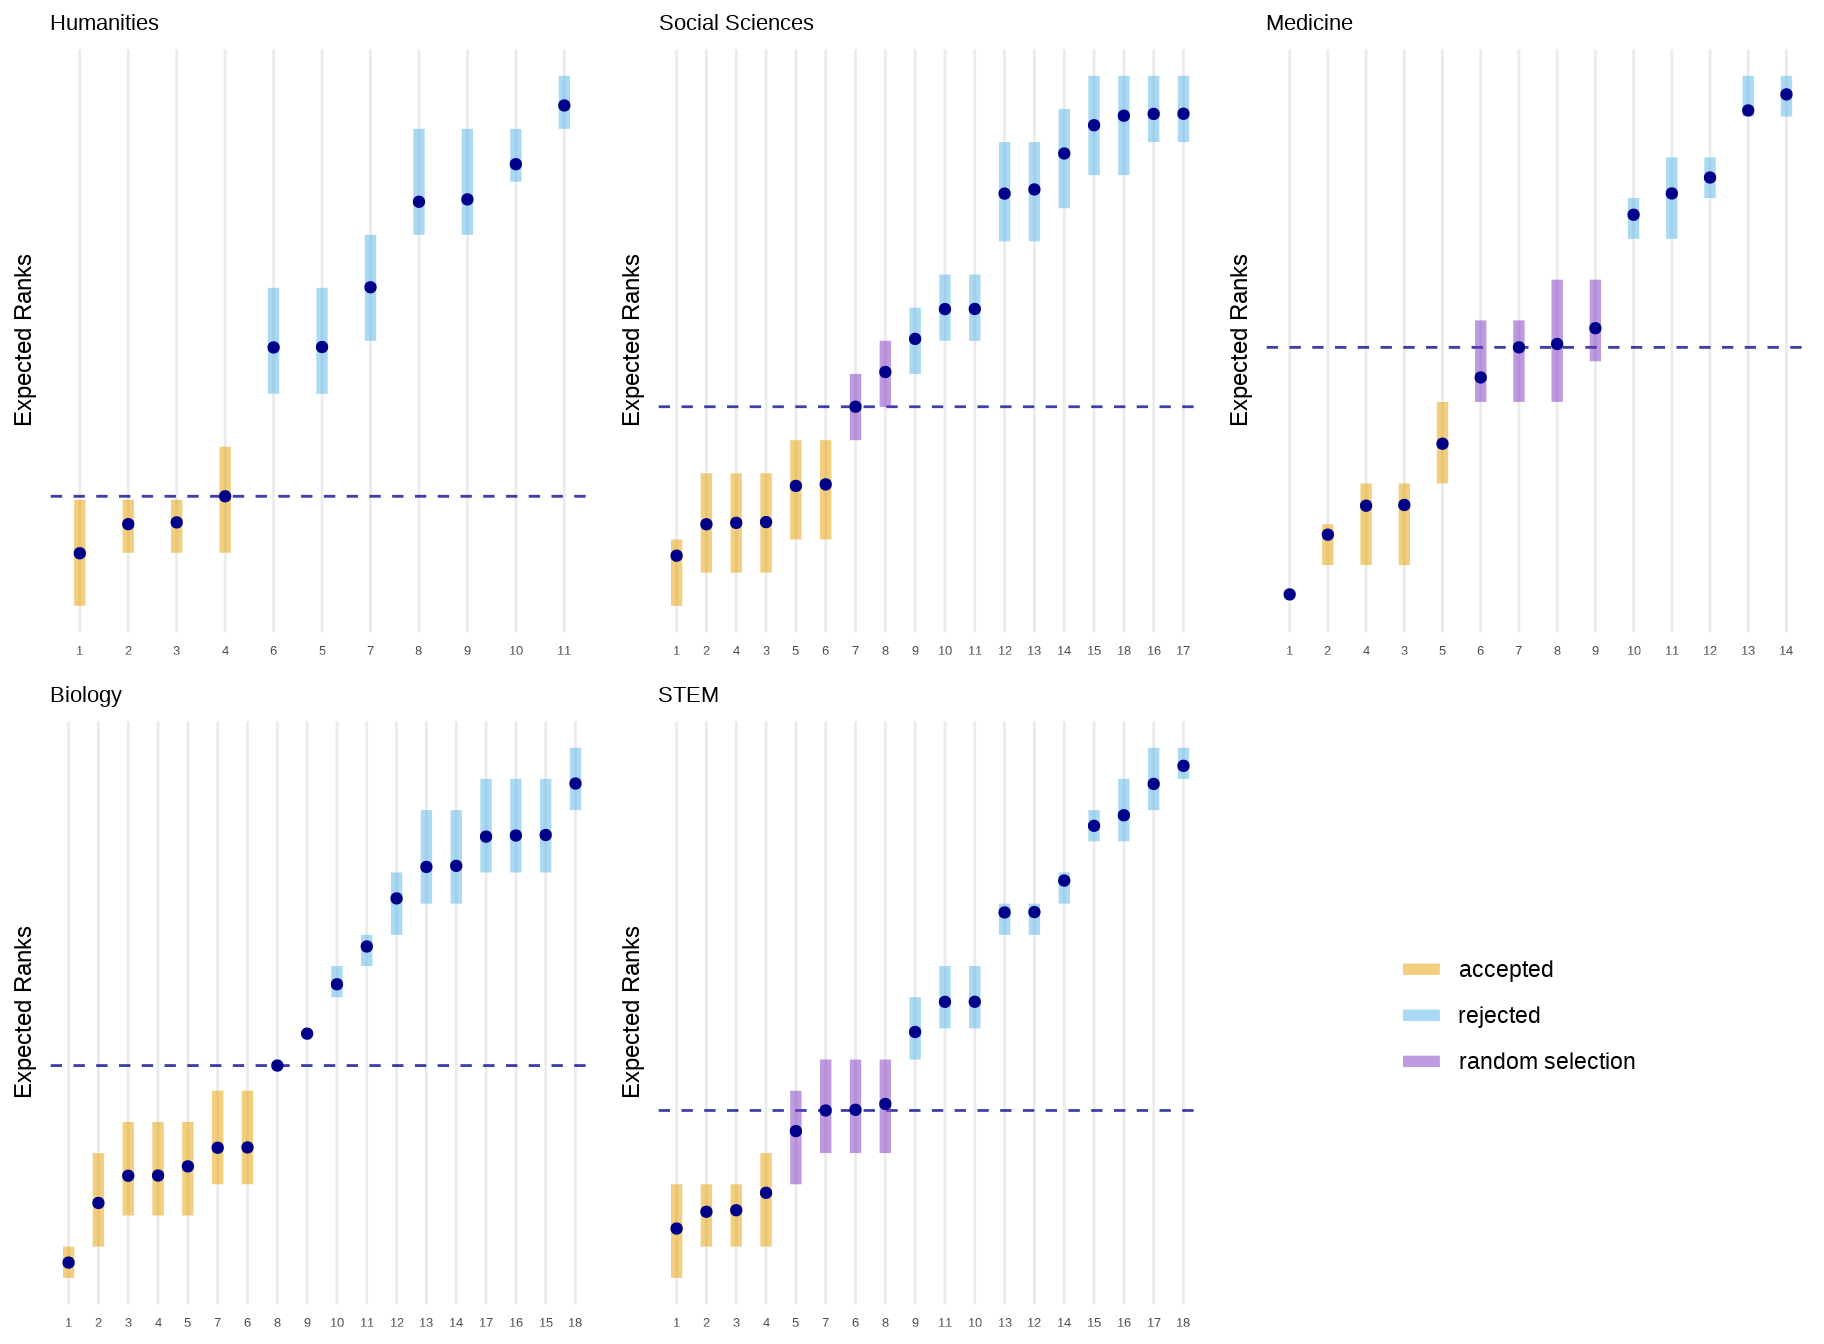 Humanities
Expected Ranks
1 2 3 4 6 5 7 8 9 10 11
Social Sciences
Expected Ranks
1 2 4 3 5 6 7 8 9 10 11 12 13 14 15 18 16 17
Medicine
Expected Ranks
1 2 4 3 5 6 7 8 9 10 11 12 13 14
Biology
Expected Ranks
1 2 3 4 5 7 6 8 9 10 11 12 13 14 17 16 15 18
STEM
Expected Ranks
1 2 3 4 5 7 6 8 9 11 10 13 12 14 15 16 17 18
accepted
rejected
random selection